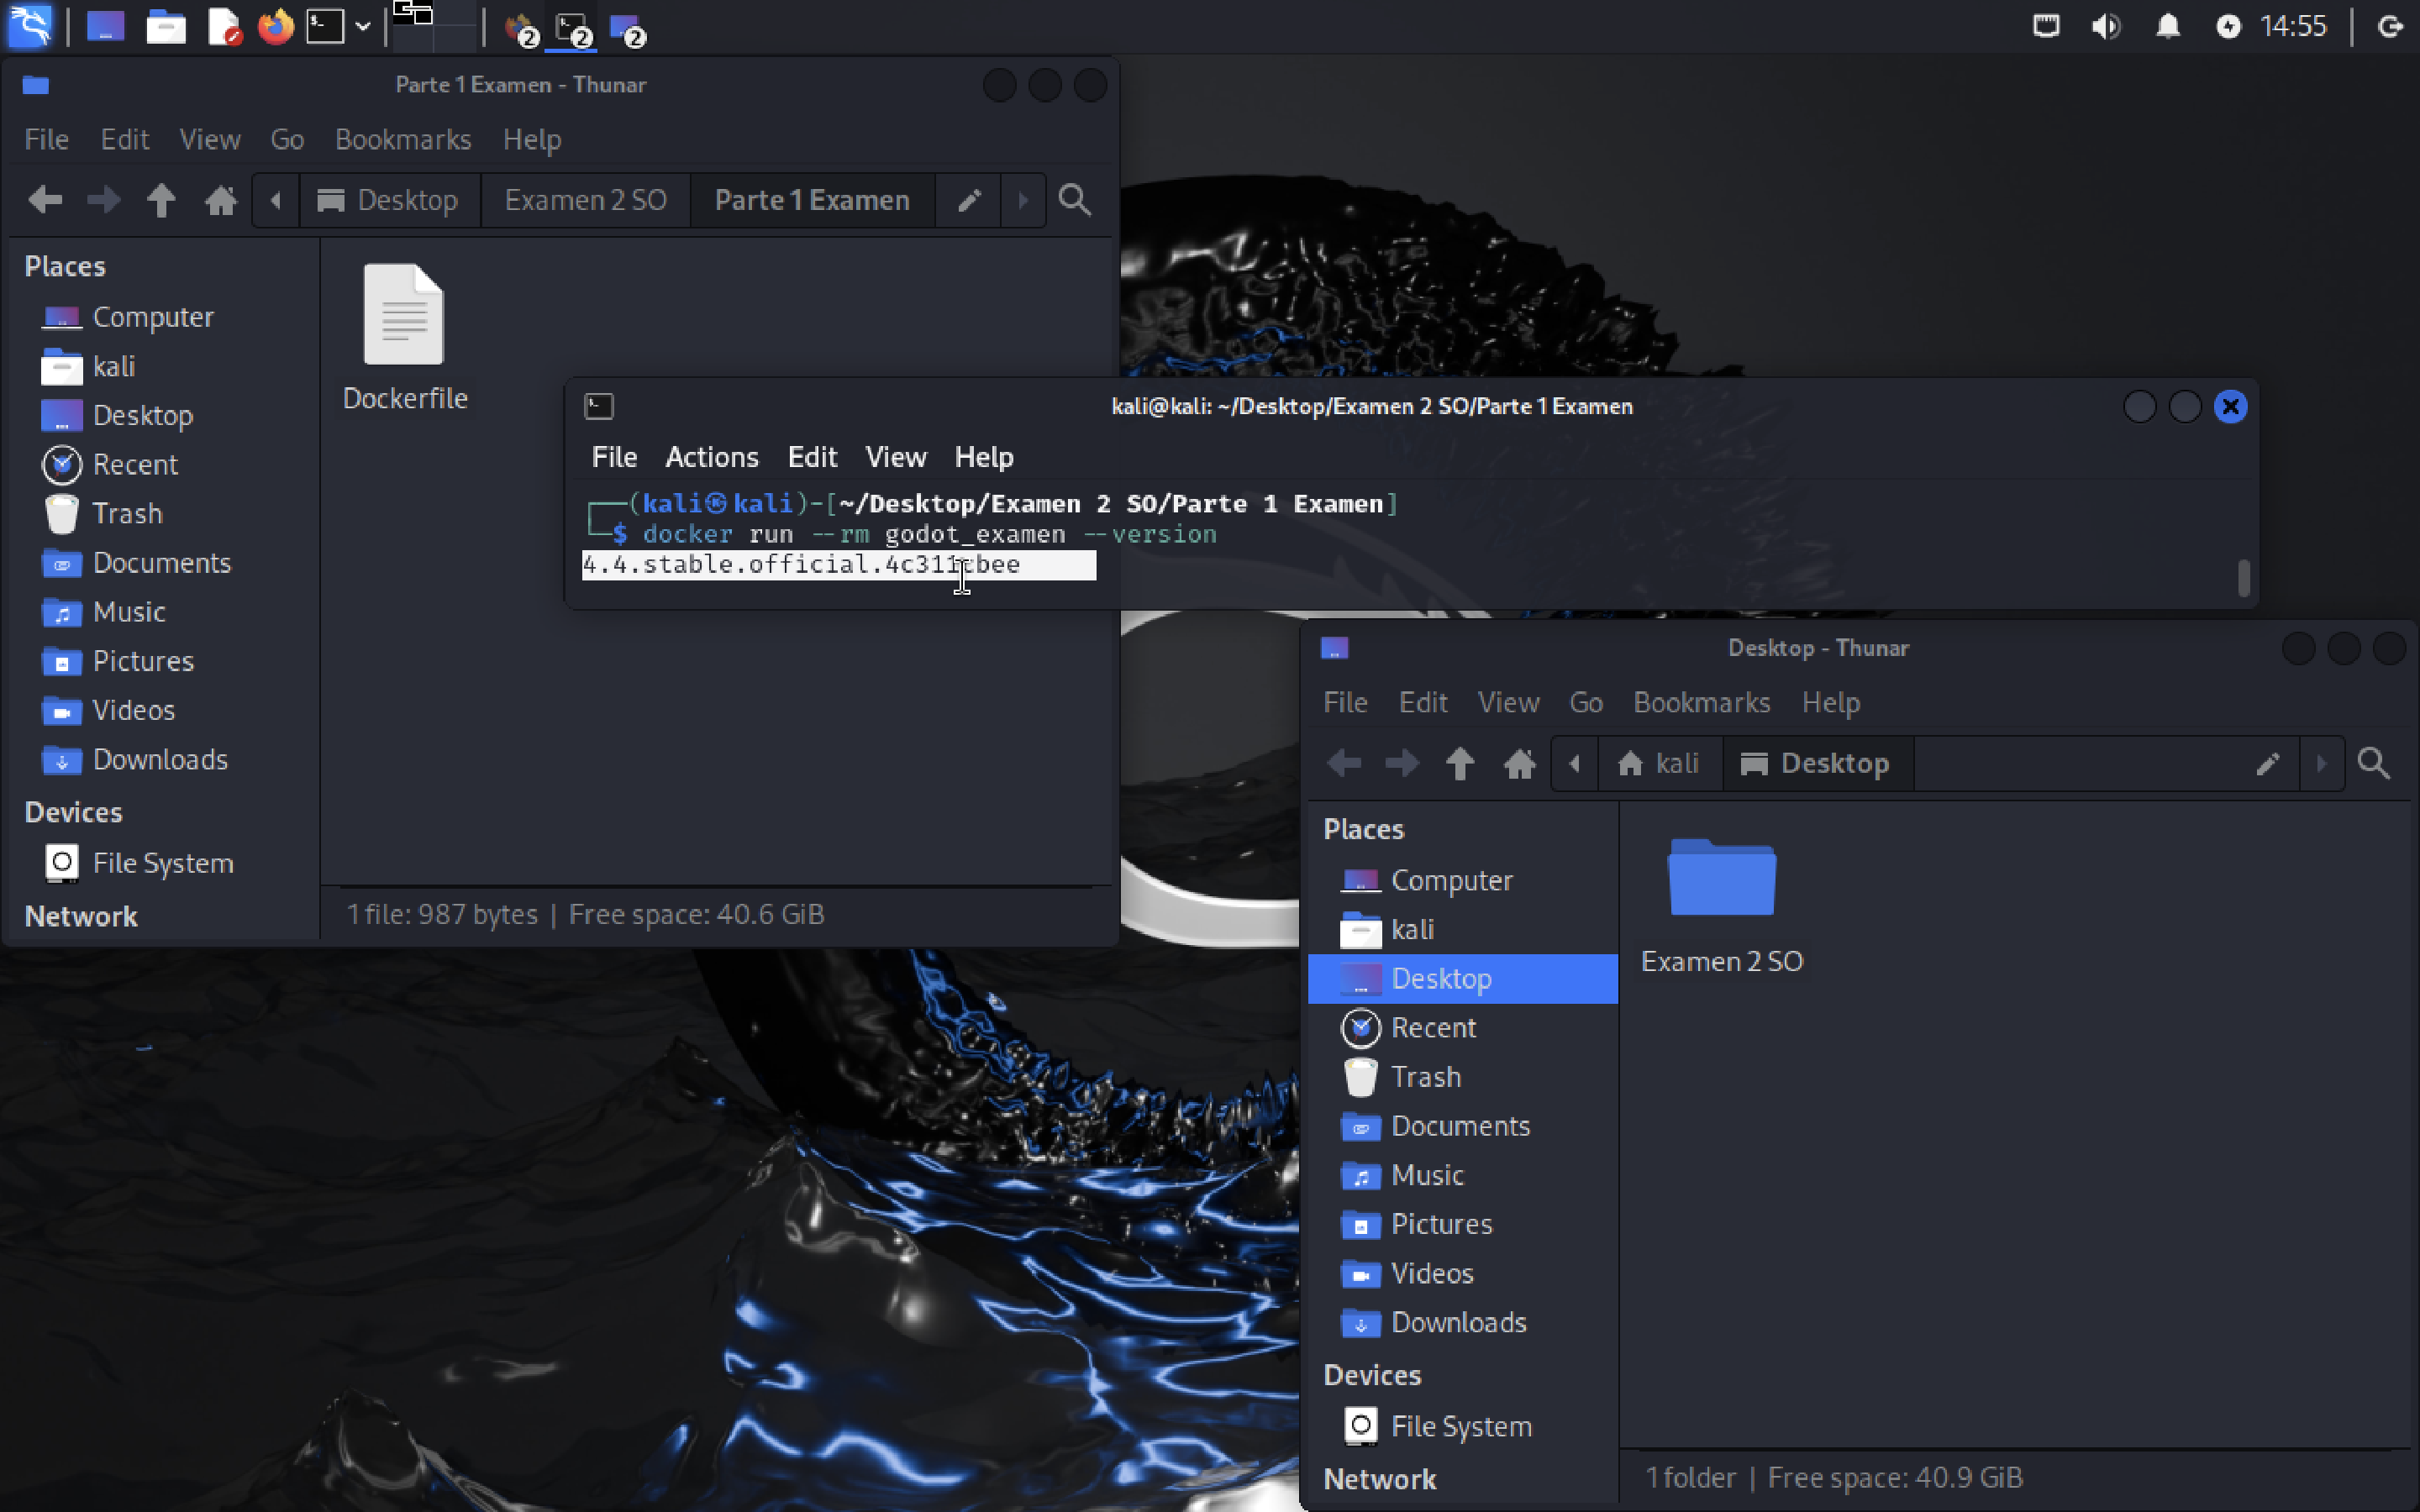 2
2
2
14:55
Parte 1 Examen - Thunar
File Edit View Go Bookmarks Help
Desktop Examen 2 SO Parte 1 Examen
Places
Computer
kali
Desktop
Recent
Trash
Documents
Music
Pictures
Videos
Downloads
Devices
File System
Network
Dockerfile
1 file: 987 bytes | Free space: 40.6 GiB
kali@kali: ~/Desktop/Examen 2 SO/Parte 1 Examen
File Actions Edit View Help
┌──(kali㉿kali)-[~/Desktop/Examen 2 SO/Parte 1 Examen]
└─$ docker run --rm godot_examen --version
4.4.stable.official.4c311cbee
Desktop - Thunar
File Edit View Go Bookmarks Help
kali Desktop
Places
Computer
kali
Desktop
Recent
Trash
Documents
Music
Pictures
Videos
Downloads
Devices
File System
Network
Examen 2 SO
1 folder | Free space: 40.9 GiB